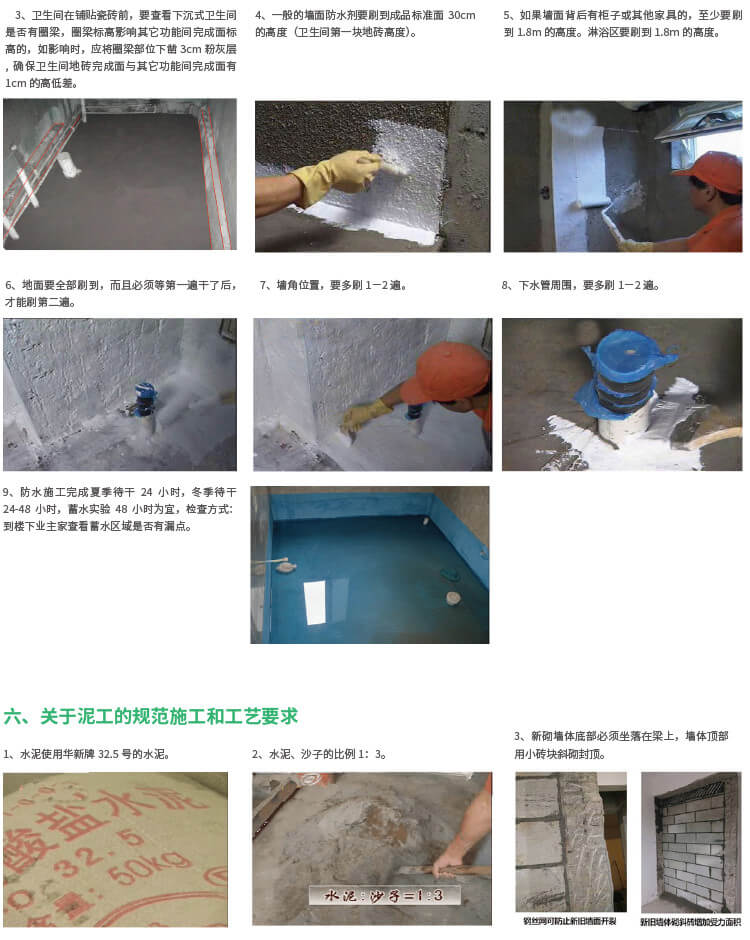 3、卫生间在铺贴瓷砖前，要查看下沉式卫生间
是否有圈梁，圈梁标高影响其它功能间完成面标
高的，如影响时，应将圈梁部位下凿 3cm 粉灰层
, 确保卫生间地砖完成面与其它功能间完成面有
1cm 的高低差。
4、一般的墙面防水剂要刷到成品标准面 30cm
的高度（卫生间第一块地砖高度）。
5、如果墙面背后有柜子或其他家具的，至少要刷
到 1.8m 的高度。淋浴区要刷到 1.8m 的高度。
6、地面要全部刷到，而且必须等第一遍干了后，
才能刷第二遍。
7、墙角位置，要多刷 1－2 遍。
8、下水管周围，要多刷 1－2 遍。
9、防水施工完成夏季待干 24 小时，冬季待干
24-48 小时，蓄水实验 48 小时为宜，检查方式：
到楼下业主家查看蓄水区域是否有漏点。
六、关于泥工的规范施工和工艺要求
1、水泥使用华新牌 32.5 号的水泥。
2、水泥、沙子的比例 1：3。
3、新砌墙体底部必须坐落在梁上，墙体顶部
用小砖块斜砌封顶。
酸盐水泥
32.5
50kg
水泥:沙子=1:3
钢丝网可防止新旧墙面开裂
新旧墙体砌斜砖增加受力面积